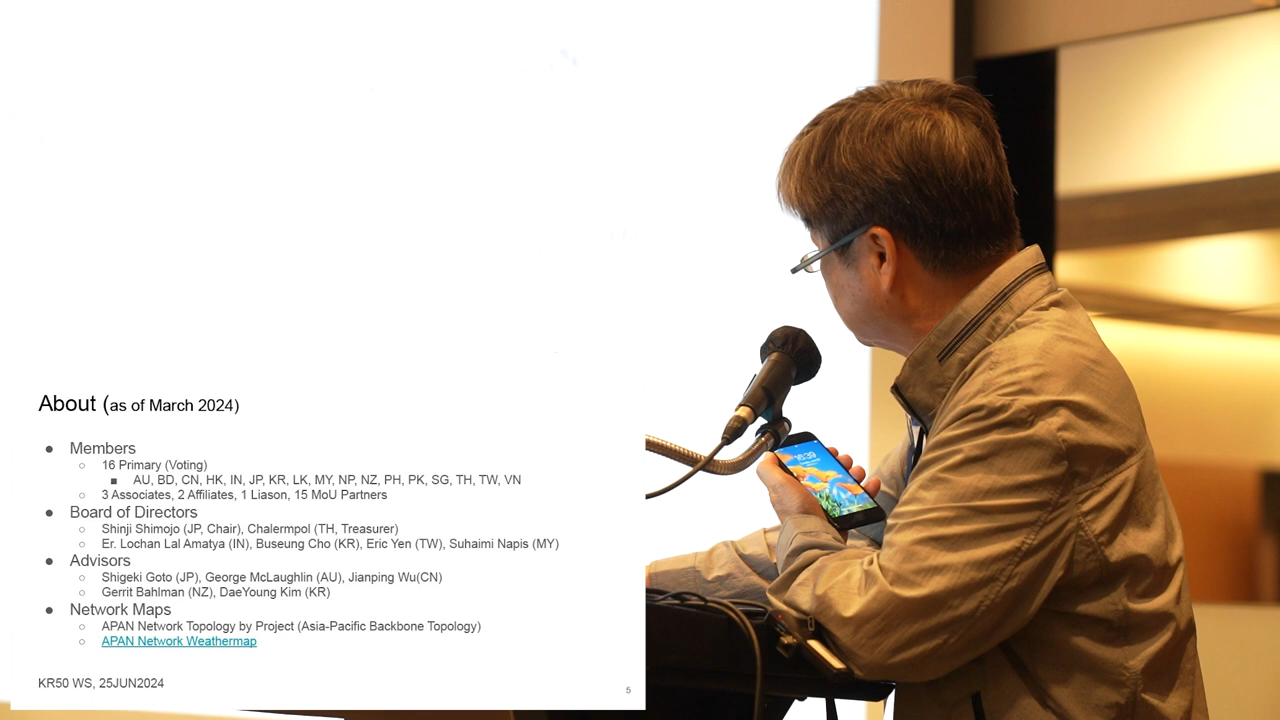 About (as of March 2024)
● Members
○ 16 Primary (Voting)
■ AU, BD, CN, HK, IN, JP, KR, LK, MY, NP, NZ, PH, PK, SG, TH, TW, VN
○ 3 Associates, 2 Affiliates, 1 Liason, 15 MoU Partners
● Board of Directors
○ Shinji Shimojo (JP, Chair), Chalermpol (TH, Treasurer)
○ Er. Lochan Lal Amatya (IN), Buseung Cho (KR), Eric Yen (TW), Suhaimi Napis (MY)
● Advisors
○ Shigeki Goto (JP), George McLaughlin (AU), Jianping Wu(CN)
○ Gerrit Bahlman (NZ), DaeYoung Kim (KR)
● Network Maps
○ APAN Network Topology by Project (Asia-Pacific Backbone Topology)
○ APAN Network Weathermap
KR50 WS, 25JUN2024
5
16:39